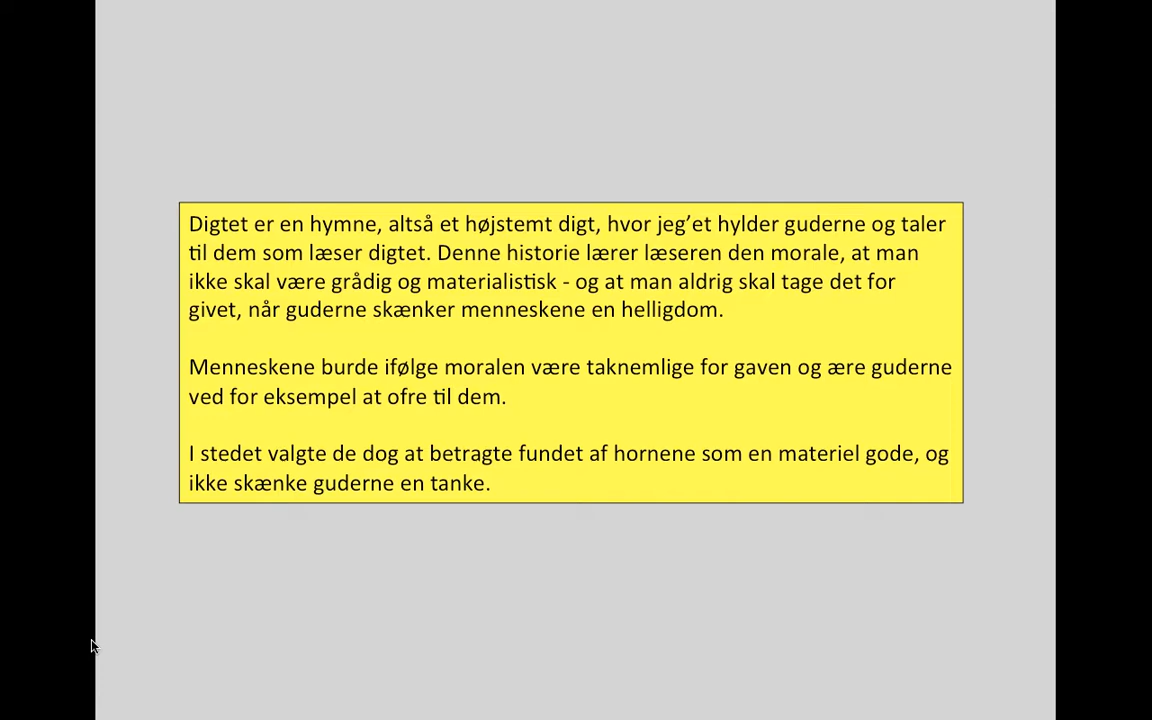 Digtet er en hymne, altså et højstemt digt, hvor jeg’et hylder guderne og taler
til dem som læser digtet. Denne historie lærer læseren den morale, at man
ikke skal være grådig og materialistisk - og at man aldrig skal tage det for
givet, når guderne skænker menneskene en helligdom.
Menneskene burde ifølge moralen være taknemlige for gaven og ære guderne
ved for eksempel at ofre til dem.
I stedet valgte de dog at betragte fundet af hornene som en materiel gode, og
ikke skænke guderne en tanke.